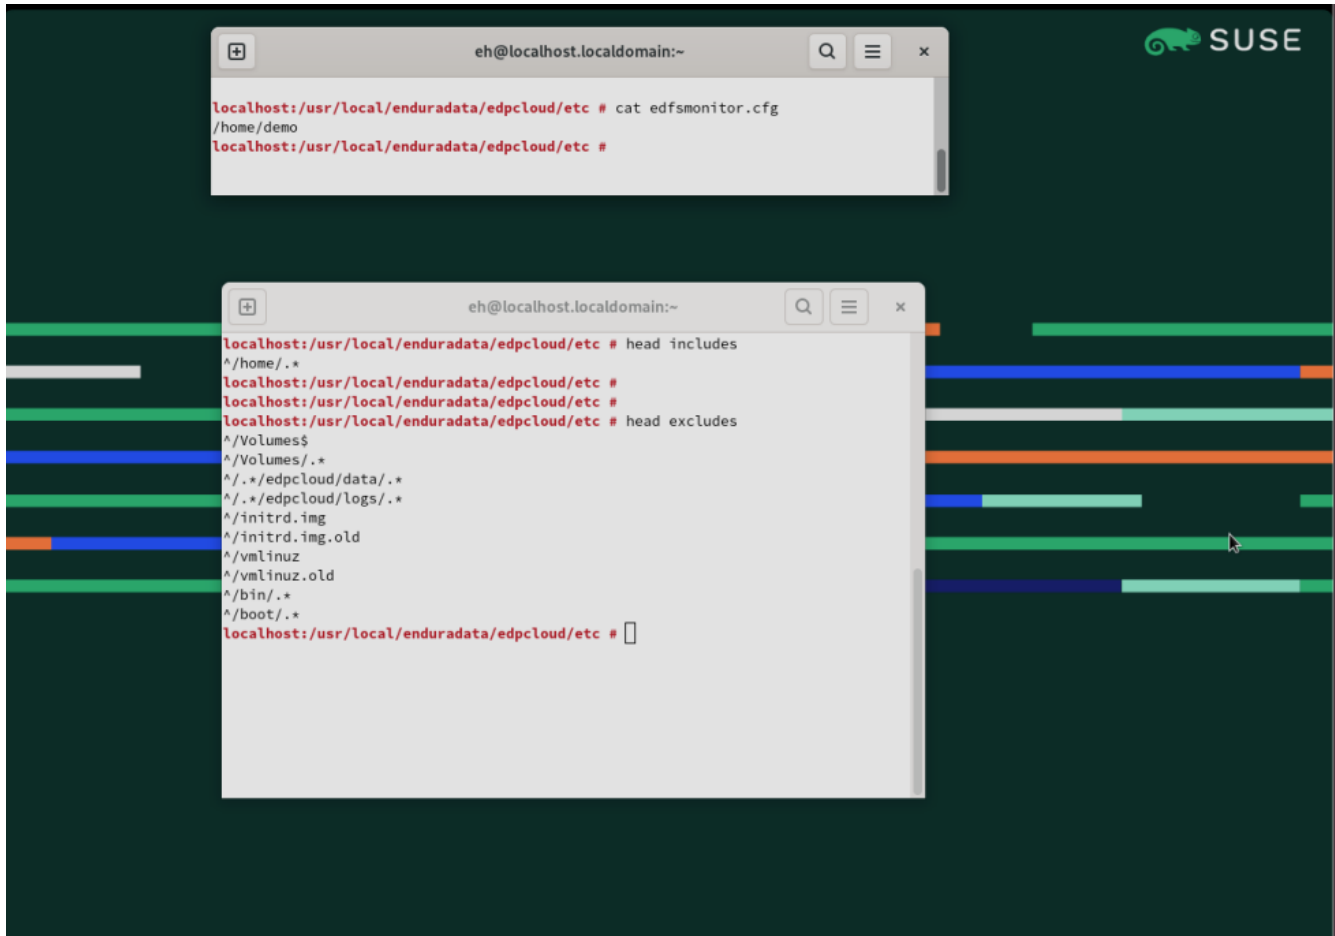 SUSE
eh@localhost.localdomain:~
localhost:/usr/local/enduradata/edpcloud/etc # cat edfsmonitor.cfg
/home/demo
localhost:/usr/local/enduradata/edpcloud/etc #
eh@localhost.localdomain:~
localhost:/usr/local/enduradata/edpcloud/etc # head includes
^/home/.*
localhost:/usr/local/enduradata/edpcloud/etc #
localhost:/usr/local/enduradata/edpcloud/etc #
localhost:/usr/local/enduradata/edpcloud/etc # head excludes
^/Volumes$
^/Volumes/.*
^/.*/edpcloud/data/.*
^/.*/edpcloud/logs/.*
^/initrd.img
^/initrd.img.old
^/vmlinuz
^/vmlinuz.old
^/bin/.*
^/boot/.*
localhost:/usr/local/enduradata/edpcloud/etc #